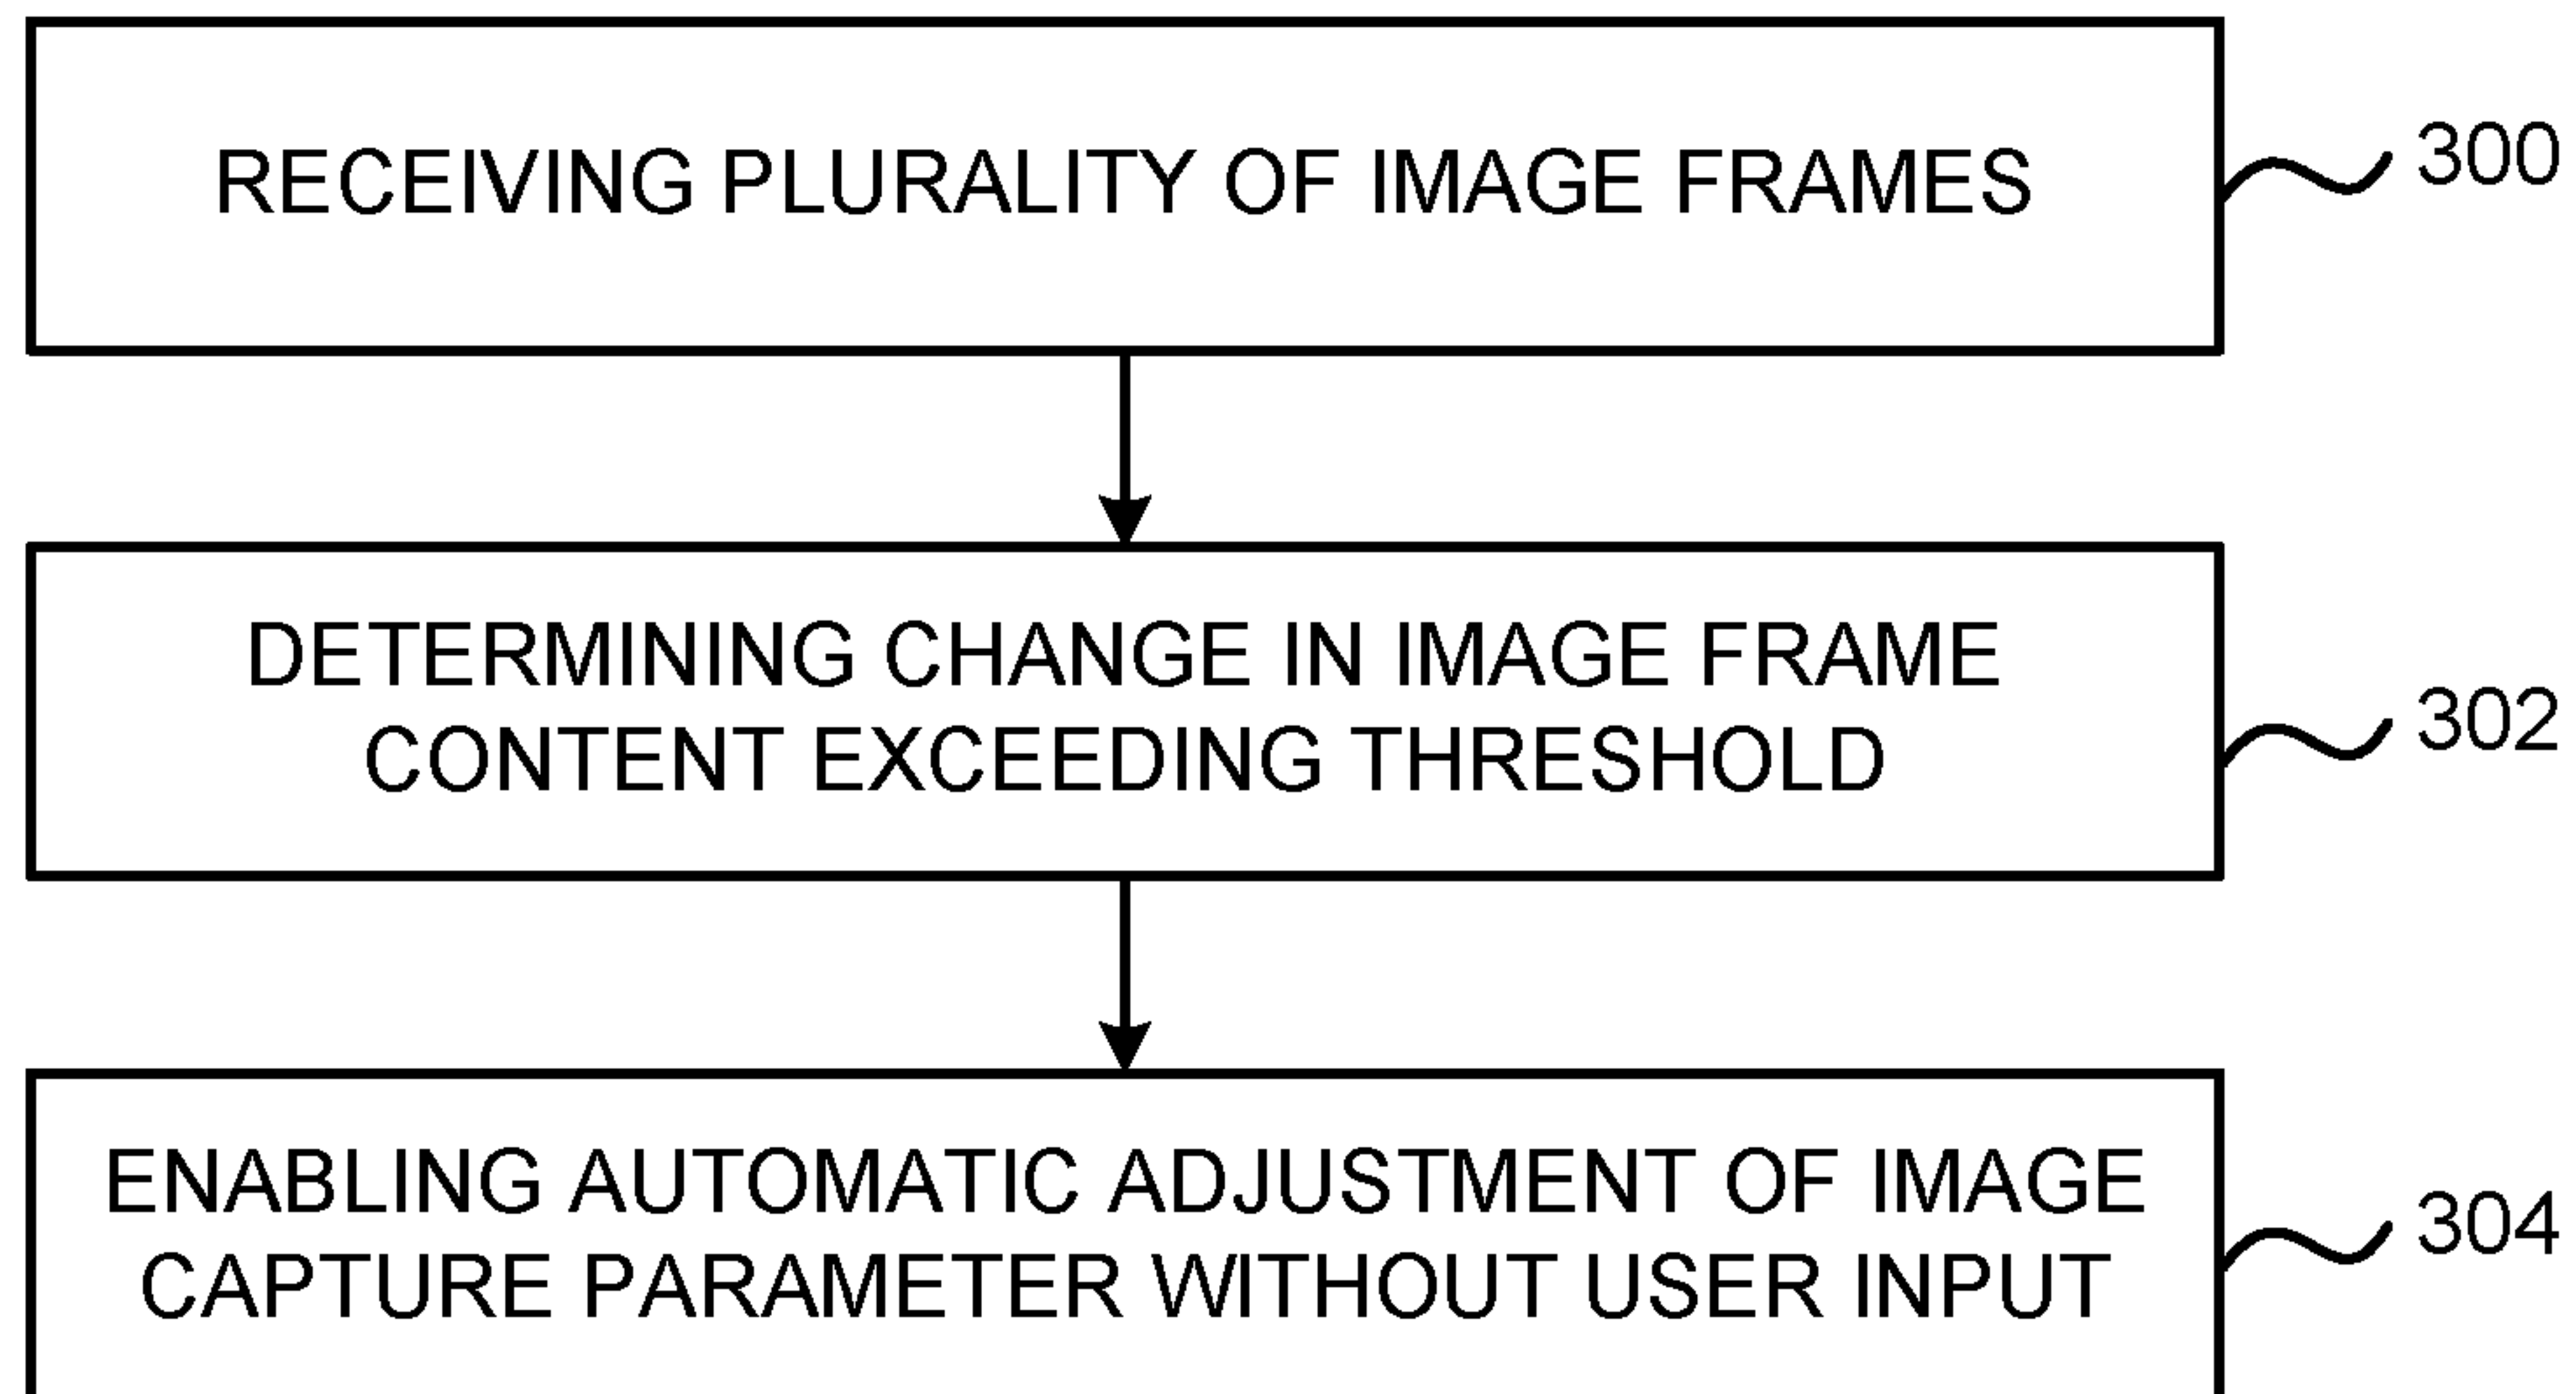 RECEIVING PLURALITY OF IMAGE FRAMES
300
DETERMINING CHANGE IN IMAGE FRAME
CONTENT EXCEEDING THRESHOLD
302
ENABLING AUTOMATIC ADJUSTMENT OF IMAGE
CAPTURE PARAMETER WITHOUT USER INPUT
304